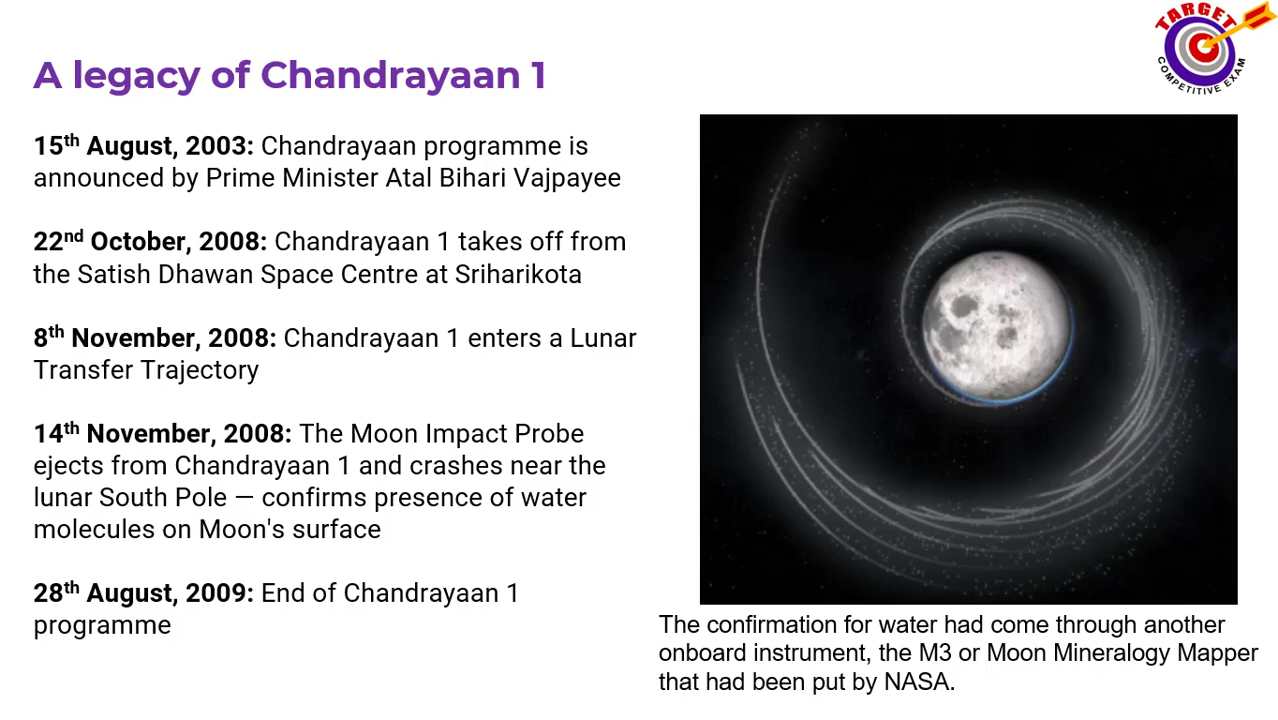 TARGET
COMPETITIVE EXAM
A legacy of Chandrayaan 1
15th August, 2003: Chandrayaan programme is
announced by Prime Minister Atal Bihari Vajpayee
22nd October, 2008: Chandrayaan 1 takes off from
the Satish Dhawan Space Centre at Sriharikota
8th November, 2008: Chandrayaan 1 enters a Lunar
Transfer Trajectory
14th November, 2008: The Moon Impact Probe
ejects from Chandrayaan 1 and crashes near the
lunar South Pole — confirms presence of water
molecules on Moon's surface
28th August, 2009: End of Chandrayaan 1
programme
The confirmation for water had come through another
onboard instrument, the M3 or Moon Mineralogy Mapper
that had been put by NASA.